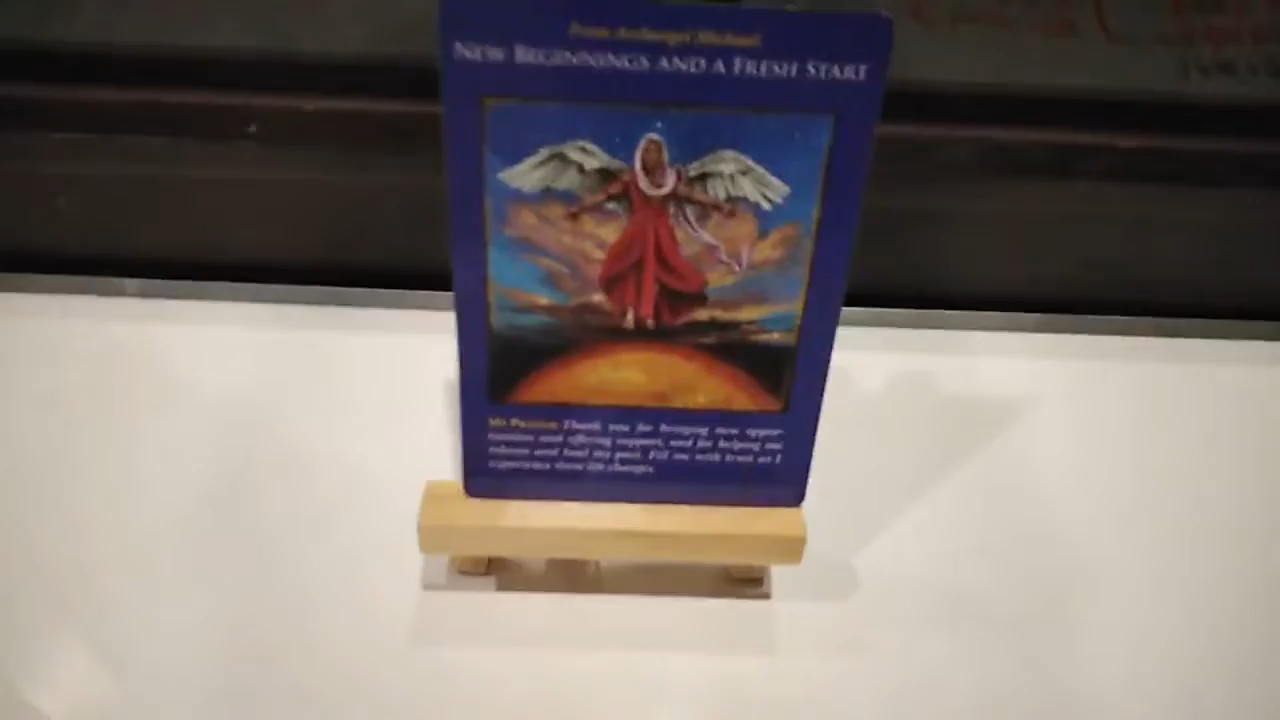 From Archangel Michael:
NEW BEGINNINGS AND A FRESH START
MY PRAYER: Thank you for bringing new oppor-
tunities and offering support, and for helping me
release and heal my past. Fill me with trust as I
experience these life changes.